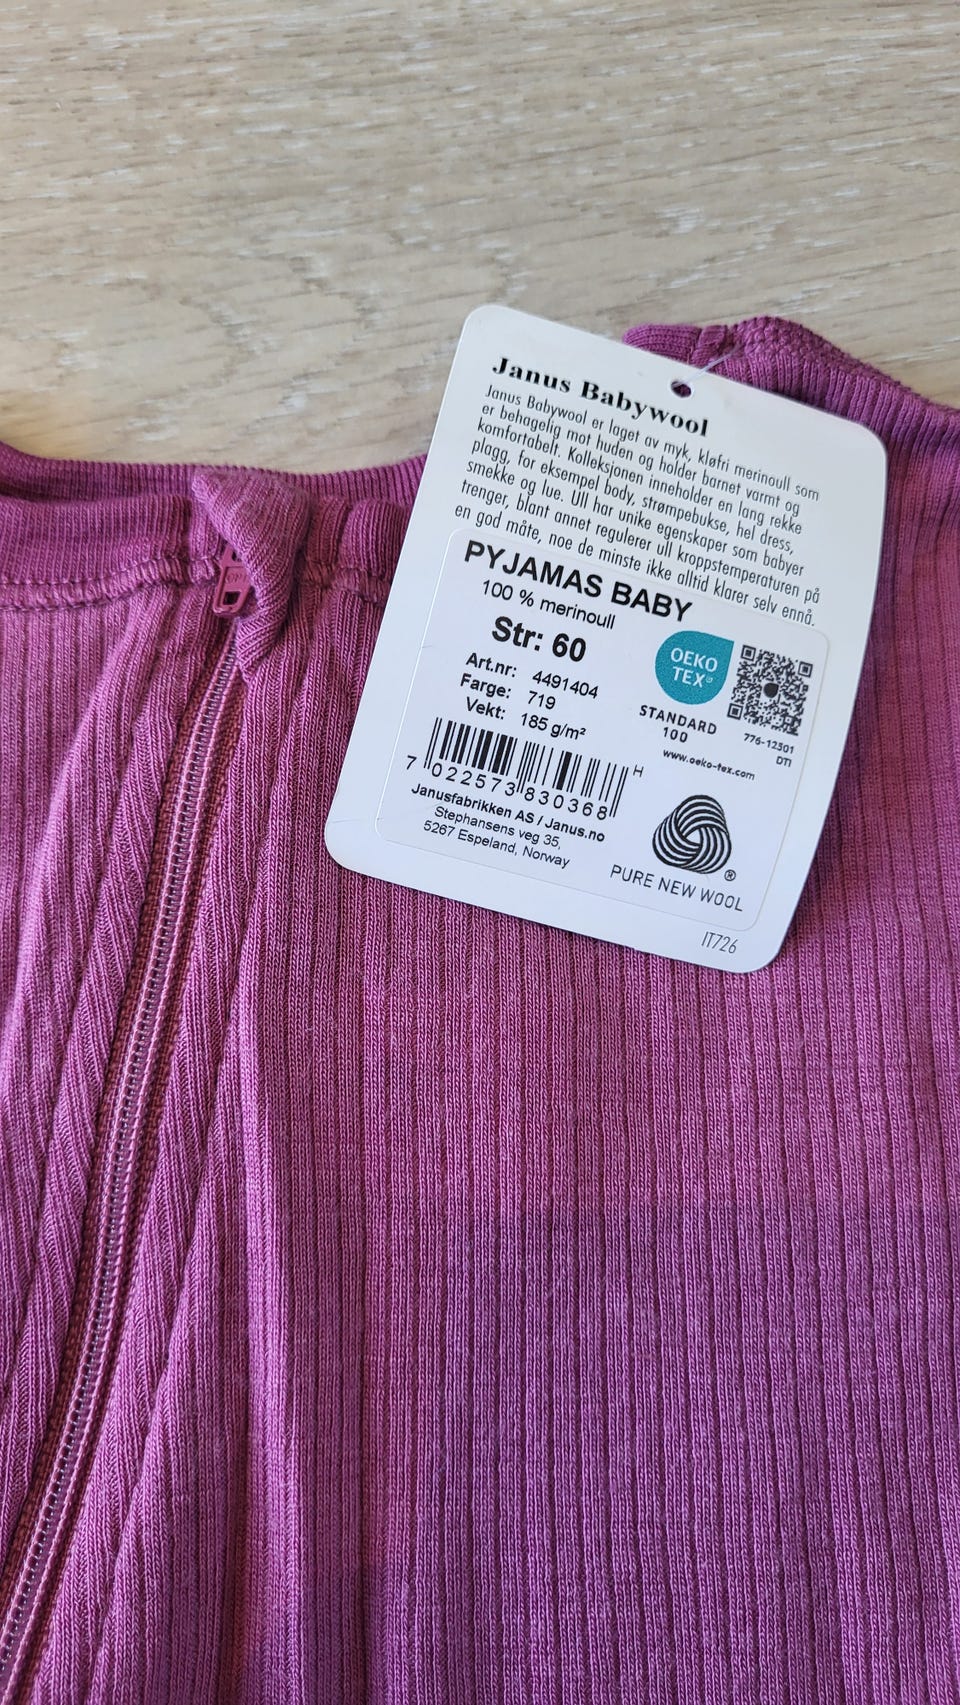 Janus Babywool
Janus Babywool er laget av myk, kløfri merinoull som
er behagelig mot huden og holder barnet varmt og
komfortabelt. Kolleksjonen inneholder en lang rekke
plagg, for eksempel body, strømpebukse, hel dress,
smekke og lue. Ull har unike egenskaper som babyer
trenger, blant annet regulerer ull kroppstemperaturen på
en god måte, noe de minste ikke alltid klarer selv ennå.
PYJAMAS BABY
100 % merinoull
Str: 60
Art.nr: 4491404
Farge: 719
Vekt: 185 g/m²
OEKO
TEX®
STANDARD
100
776-12301
DTI
www.oeko-tex.com
7 022573 830368
H
Janusfabrikken AS / Janus.no
Stephansens veg 35,
5267 Espeland, Norway
®
PURE NEW WOOL
IT726